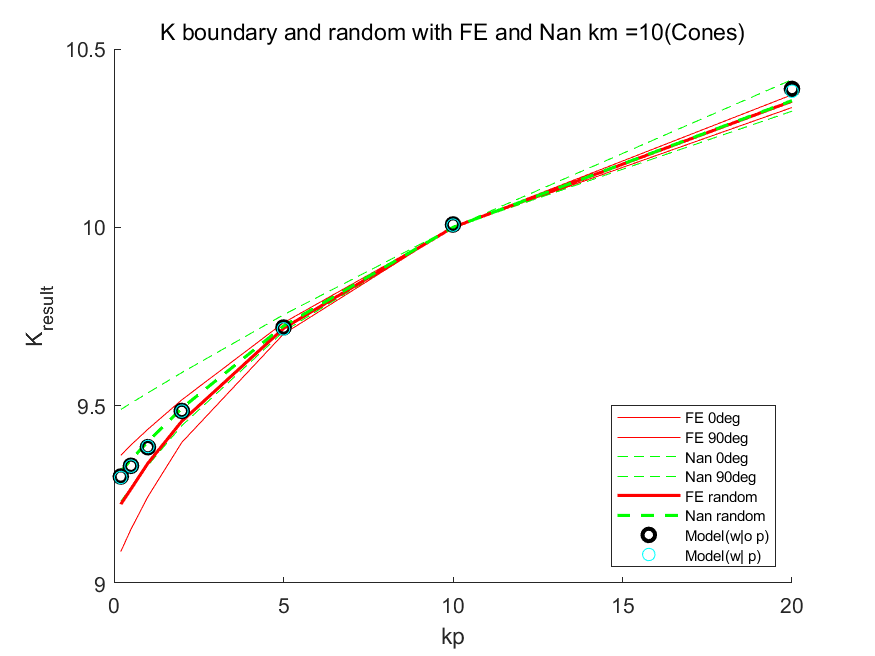 K boundary and random with FE and Nan km =10(Cones)
10.5
10
9.5
9
K_result
0
5
10
15
20
kp
FE 0deg
FE 90deg
Nan 0deg
Nan 90deg
FE random
Nan random
Model(w|o p)
Model(w| p)